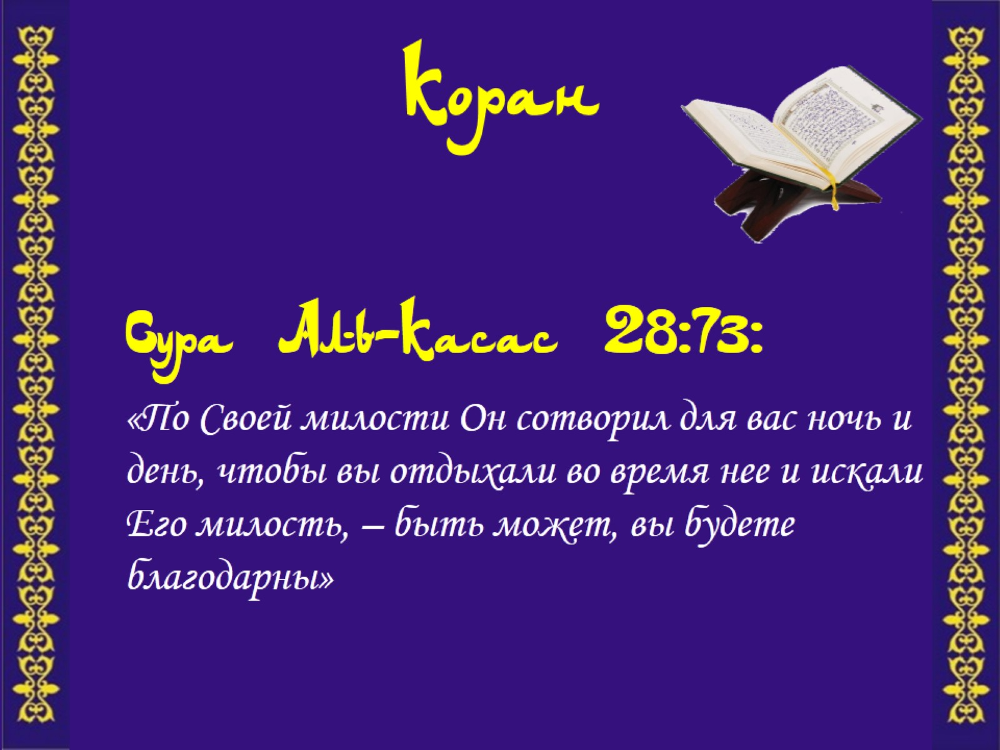 Коран
Сура Аль-Касас 28:73:
«По Своей милости Он сотворил для вас ночь и
день, чтобы вы отдыхали во время нее и искали
Его милость, – быть может, вы будете
благодарны»